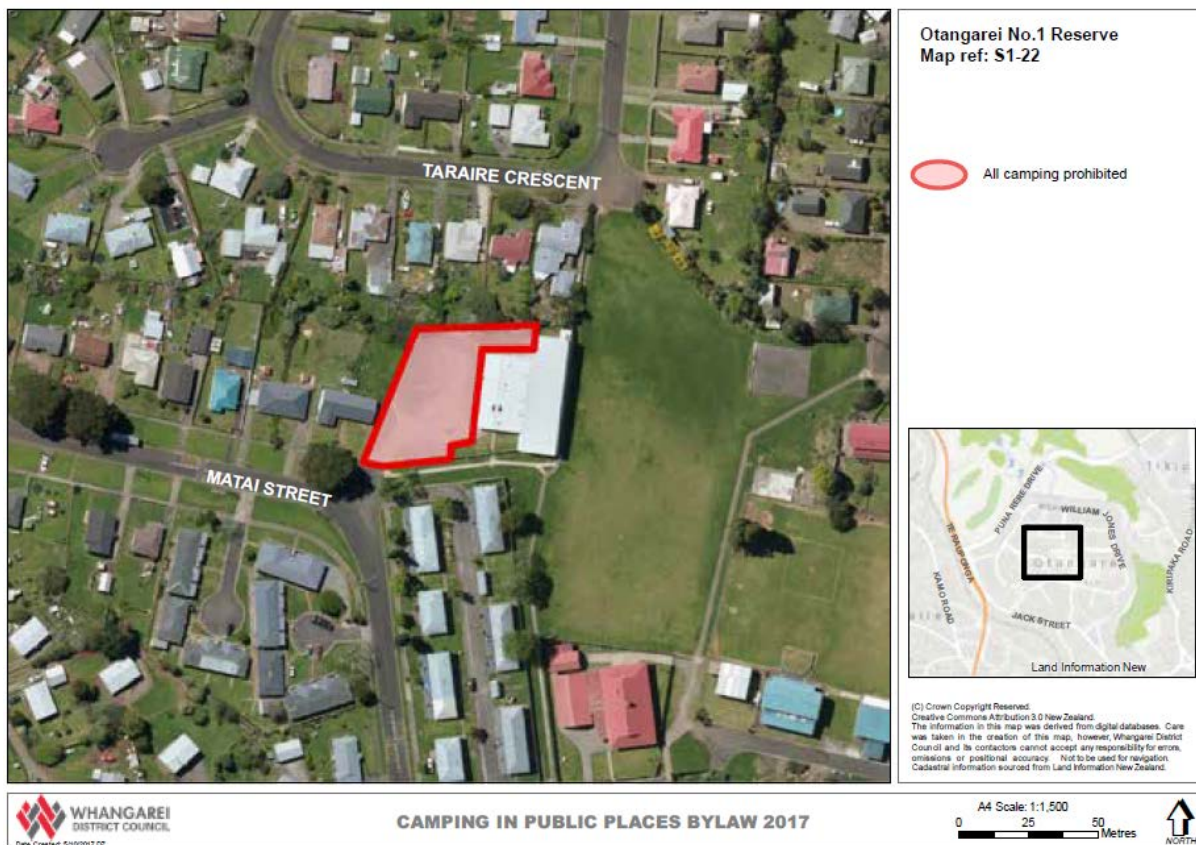 Otangarei No.1 Reserve
Map ref: S1-22
All camping prohibited
TARAIRE CRESCENT
MATAI STREET
PUNA RERE DRIVE
WILLIAM
JONES DRIVE
TE RAUPONGA
KAMO ROAD
KIRIPAKA ROAD
JACK STREET
Land Information New
(C) Crown Copyright Reserved.
Creative Commons Attribution 3.0 New Zealand.
The information in this map was derived from digital databases. Care
was taken in the creation of this map, however, Whangarei District
Council and its contactors cannot accept any responsibility for errors,
omissions or positional accuracy. Not to be used for navigation.
Cadastral information sourced from Land Information New Zealand.
WHANGAREI
DISTRICT COUNCIL
CAMPING IN PUBLIC PLACES BYLAW 2017
A4 Scale: 1:1,500
0 25 50
Metres
NORTH